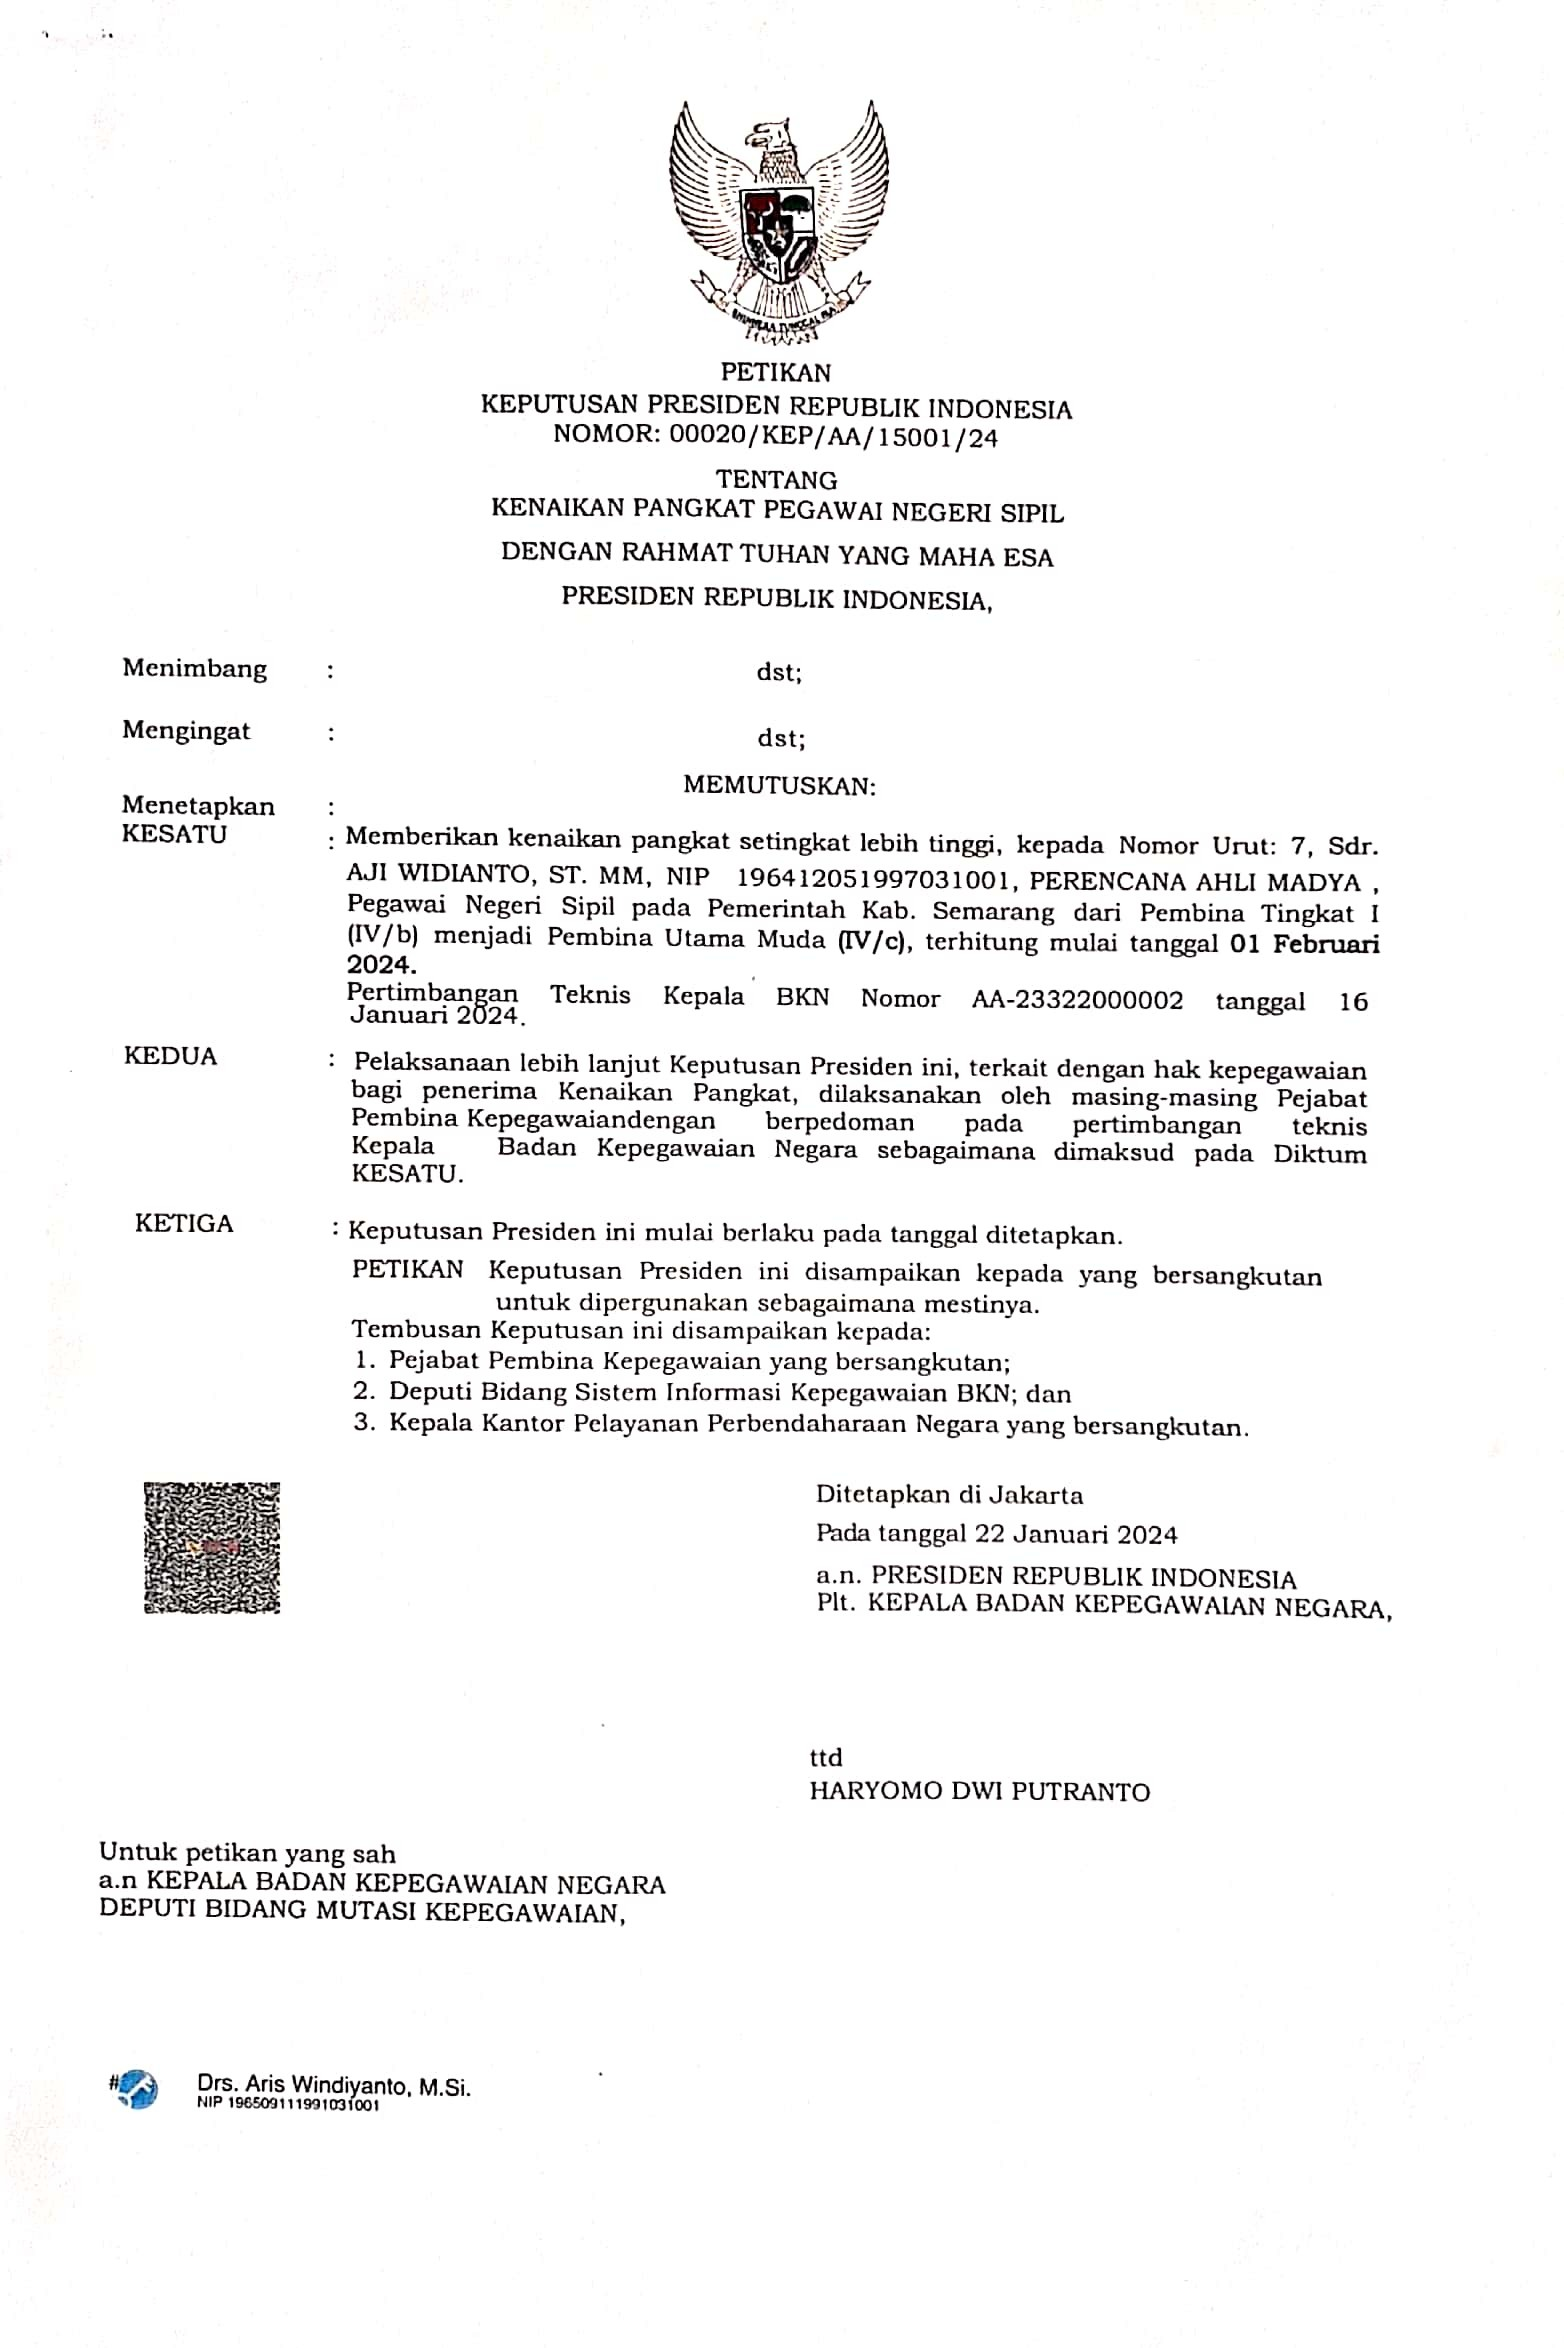 BHINNEKA TUNGGAL IKA
PETIKAN
KEPUTUSAN PRESIDEN REPUBLIK INDONESIA
NOMOR: 00020/KEP/AA/15001/24
TENTANG
KENAIKAN PANGKAT PEGAWAI NEGERI SIPIL
DENGAN RAHMAT TUHAN YANG MAHA ESA
PRESIDEN REPUBLIK INDONESIA,
Menimbang : dst;
Mengingat : dst;
MEMUTUSKAN:
Menetapkan :
KESATU : Memberikan kenaikan pangkat setingkat lebih tinggi, kepada Nomor Urut: 7, Sdr.
AJI WIDIANTO, ST. MM, NIP 196412051997031001, PERENCANA AHLI MADYA ,
Pegawai Negeri Sipil pada Pemerintah Kab. Semarang dari Pembina Tingkat I
(IV/b) menjadi Pembina Utama Muda (IV/c), terhitung mulai tanggal 01 Februari
2024.
Pertimbangan Teknis Kepala BKN Nomor AA-23322000002 tanggal 16
Januari 2024.
KEDUA : Pelaksanaan lebih lanjut Keputusan Presiden ini, terkait dengan hak kepegawaian
bagi penerima Kenaikan Pangkat, dilaksanakan oleh masing-masing Pejabat
Pembina Kepegawaiandengan berpedoman pada pertimbangan teknis
Kepala Badan Kepegawaian Negara sebagaimana dimaksud pada Diktum
KESATU.
KETIGA : Keputusan Presiden ini mulai berlaku pada tanggal ditetapkan.
PETIKAN Keputusan Presiden ini disampaikan kepada yang bersangkutan
untuk dipergunakan sebagaimana mestinya.
Tembusan Keputusan ini disampaikan kepada:
1. Pejabat Pembina Kepegawaian yang bersangkutan;
2. Deputi Bidang Sistem Informasi Kepegawaian BKN; dan
3. Kepala Kantor Pelayanan Perbendaharaan Negara yang bersangkutan.
Ditetapkan di Jakarta
Pada tanggal 22 Januari 2024
a.n. PRESIDEN REPUBLIK INDONESIA
Plt. KEPALA BADAN KEPEGAWAIAN NEGARA,
ttd
HARYOMO DWI PUTRANTO
Untuk petikan yang sah
a.n KEPALA BADAN KEPEGAWAIAN NEGARA
DEPUTI BIDANG MUTASI KEPEGAWAIAN,
#
Drs. Aris Windiyanto, M.Si.
NIP 196509111991031001